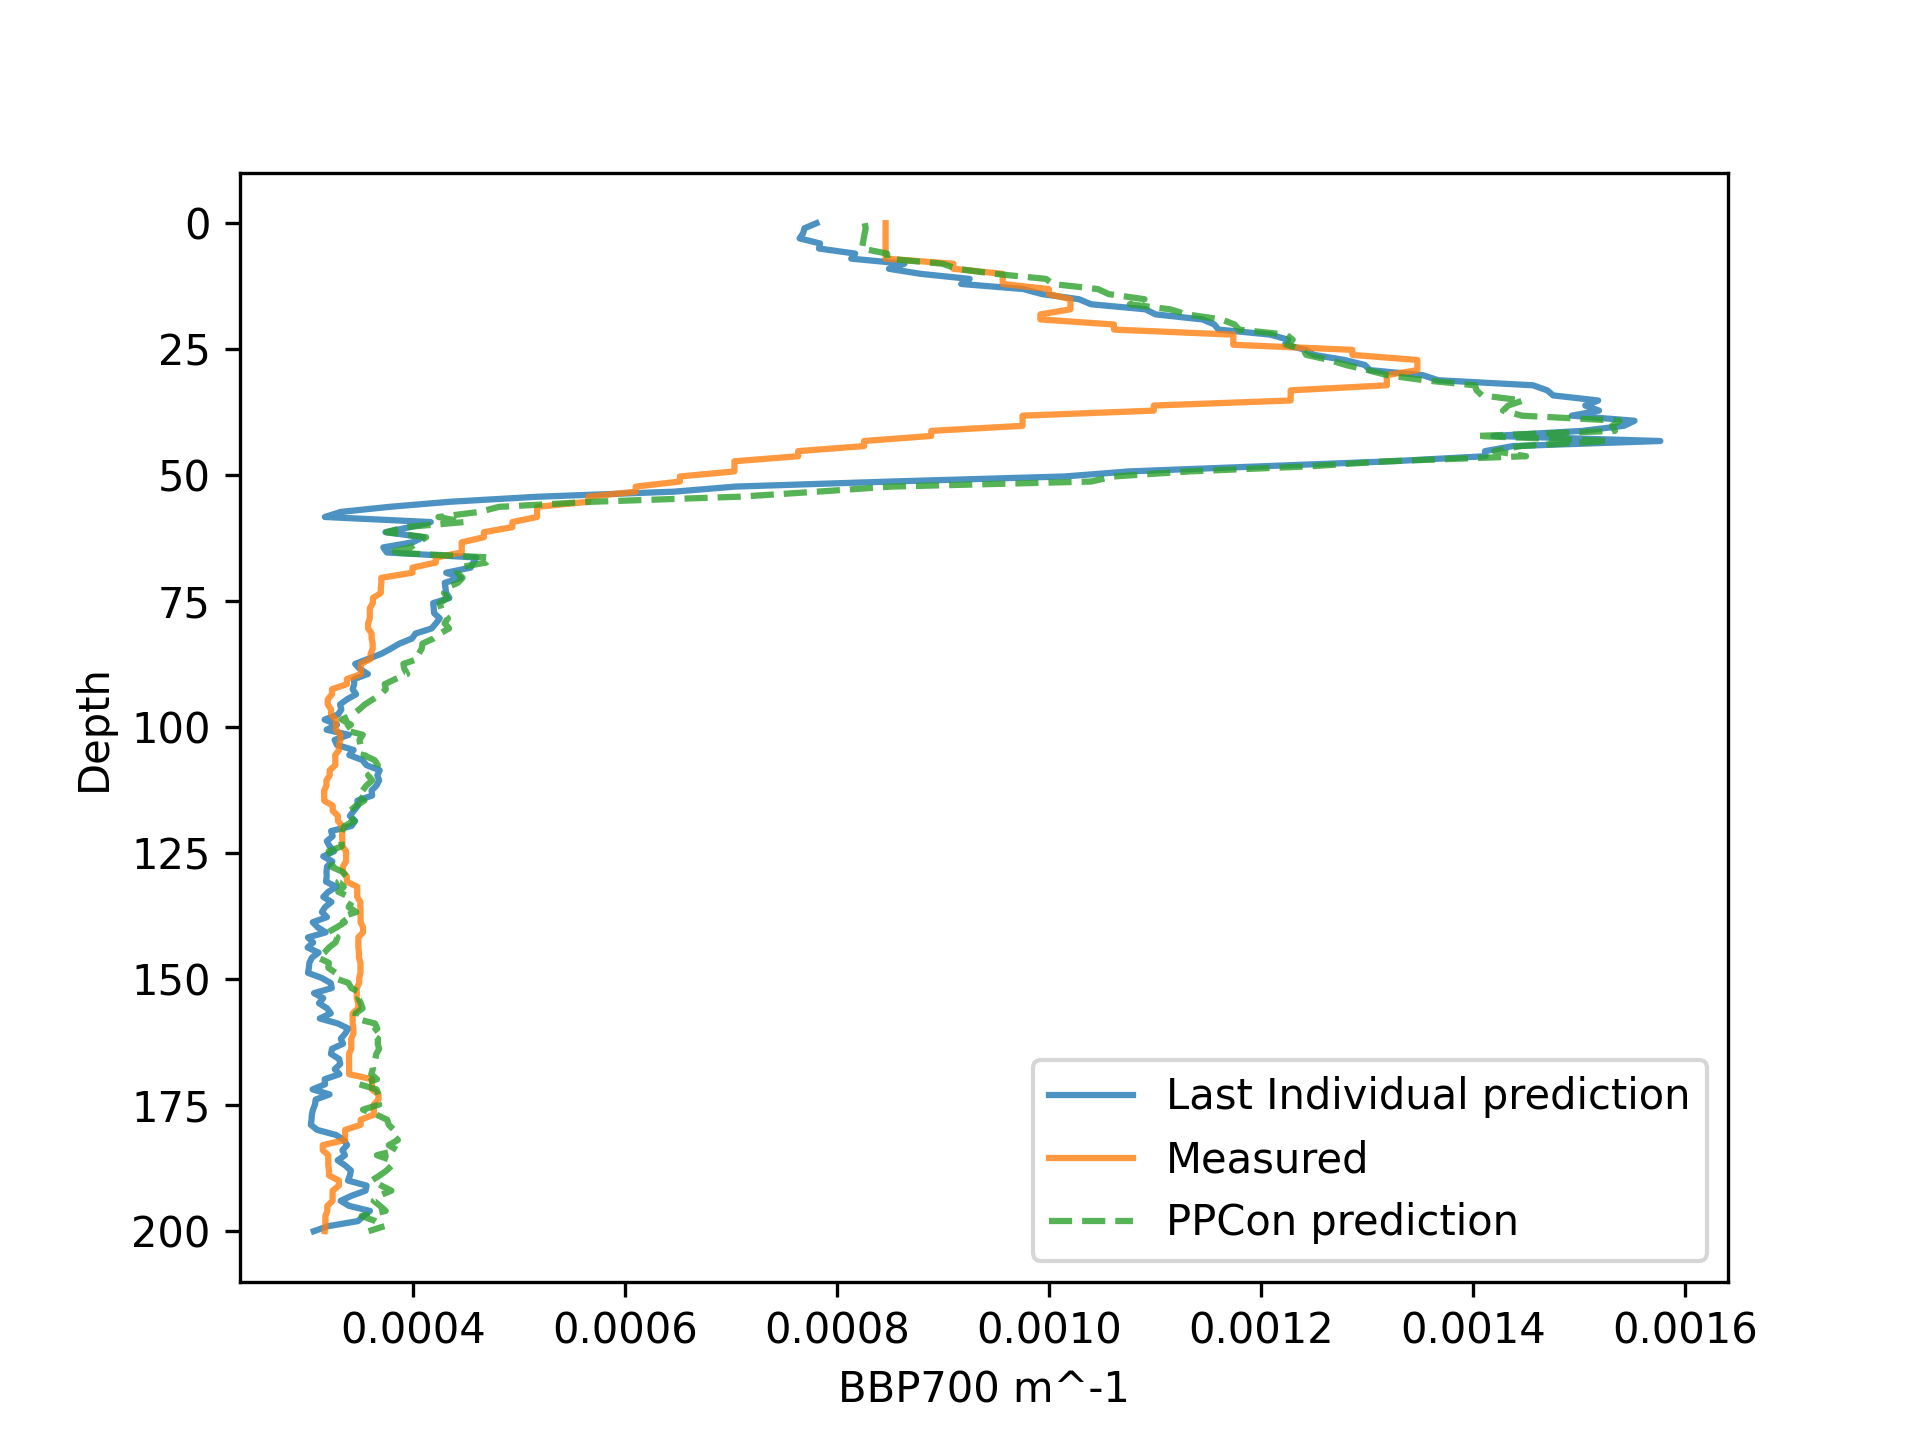 0
25
50
75
100
125
150
175
200
Depth
0.0004 0.0006 0.0008 0.0010 0.0012 0.0014 0.0016
BBP700 m^-1
Last Individual prediction
Measured
PPCon prediction